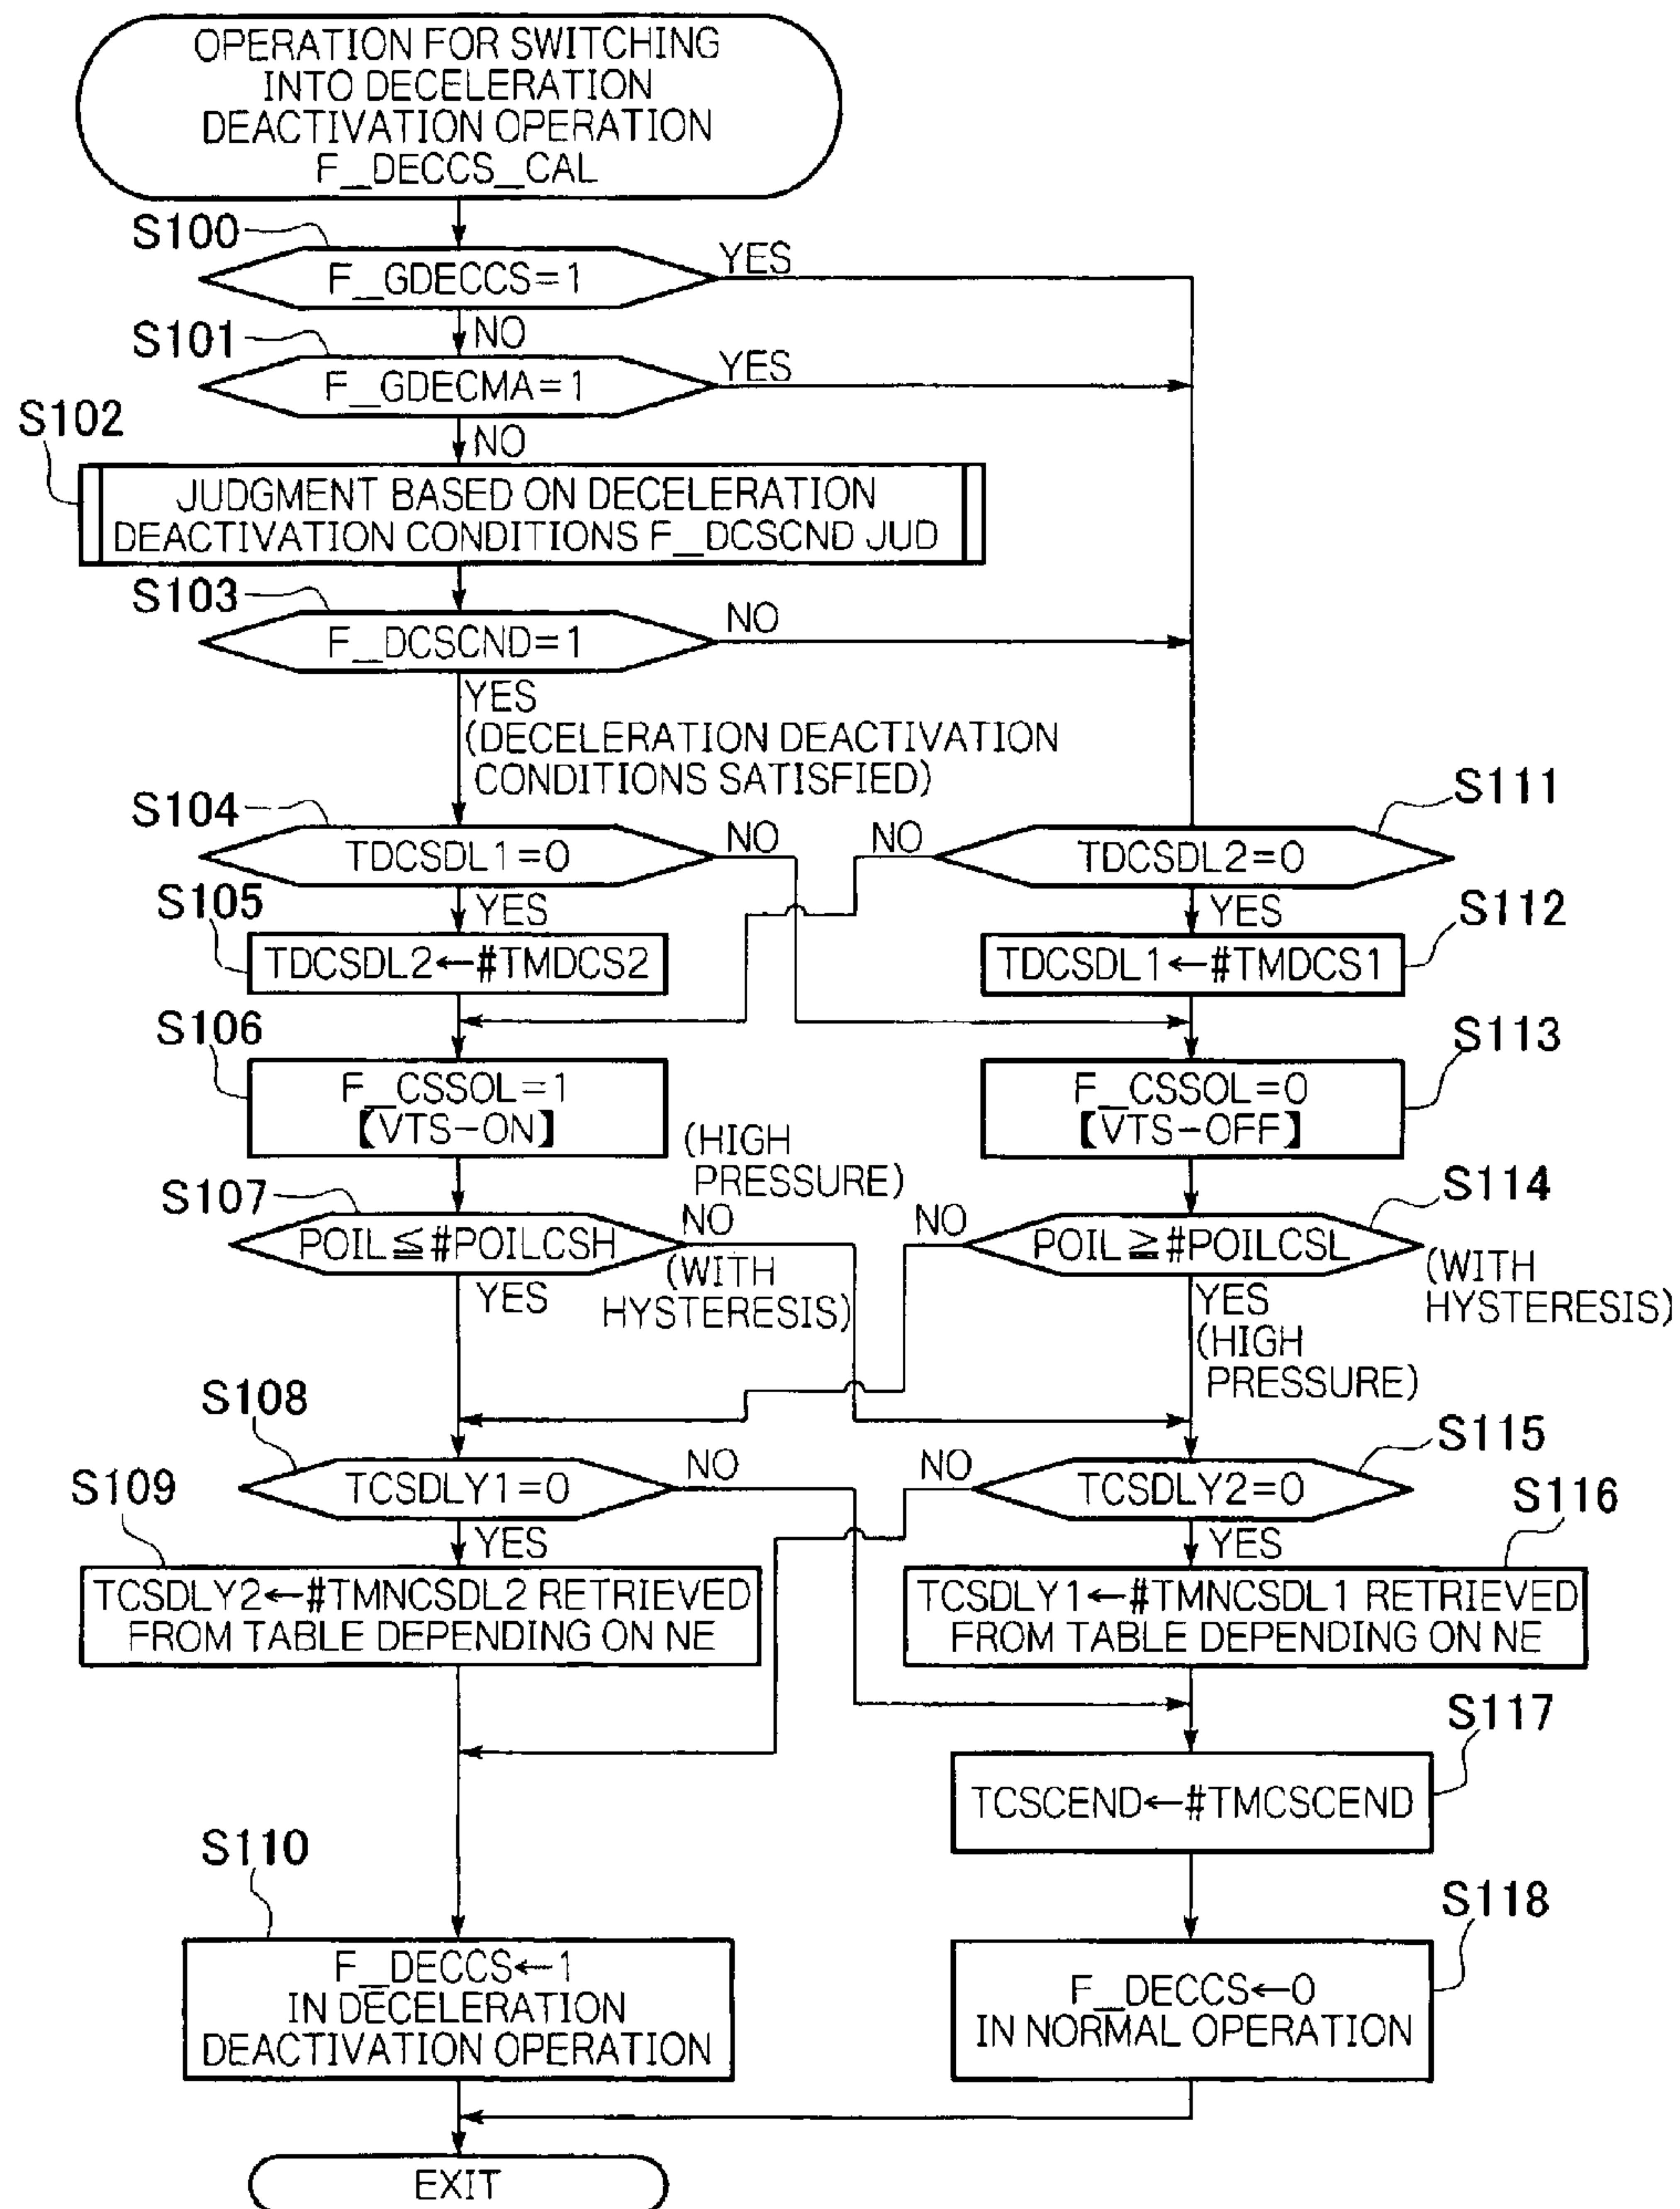 OPERATION FOR SWITCHING
INTO DECELERATION
DEACTIVATION OPERATION
F_DECCS_CAL
S100
F_GDECCS=1
YES
NO
S101
F_GDECMA=1
YES
NO
S102
JUDGMENT BASED ON DECELERATION
DEACTIVATION CONDITIONS F_DCSCND JUD
S103
F_DCSCND=1
NO
YES
(DECELERATION DEACTIVATION
CONDITIONS SATISFIED)
S104
TDCSDL1=0
NO
YES
S111
TDCSDL2=0
NO
YES
S105
TDCSDL2←#TMDCS2
S112
TDCSDL1←#TMDCS1
S106
F_CSSOL=1
【VTS-ON】
S113
F_CSSOL=0
【VTS-OFF】
(HIGH
PRESSURE)
S107
POIL≦#POILCSH
NO
(WITH
HYSTERESIS)
YES
S114
POIL≧#POILCSL
NO
(WITH
HYSTERESIS)
YES
(HIGH
PRESSURE)
S108
TCSDLY1=0
NO
YES
S115
TCSDLY2=0
NO
YES
S109
TCSDLY2←#TMNCSDL2 RETRIEVED
FROM TABLE DEPENDING ON NE
S116
TCSDLY1←#TMNCSDL1 RETRIEVED
FROM TABLE DEPENDING ON NE
S117
TCSCEND←#TMCSCEND
S110
F_DECCS←1
IN DECELERATION
DEACTIVATION OPERATION
S118
F_DECCS←0
IN NORMAL OPERATION
EXIT